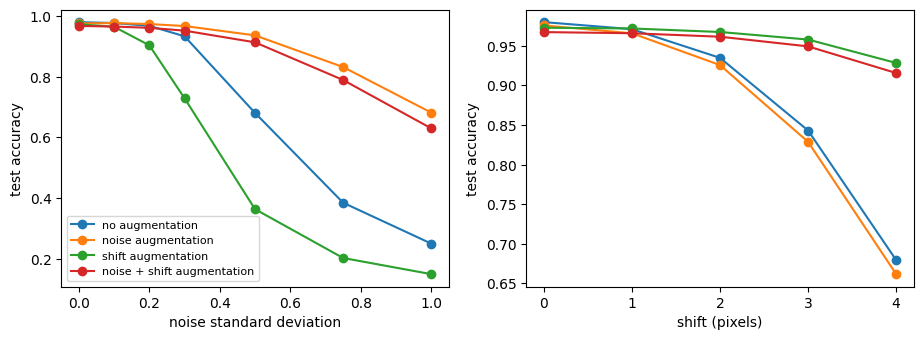 1.0
0.8
0.6
0.4
0.2
test accuracy
no augmentation
noise augmentation
shift augmentation
noise + shift augmentation
0.0 0.2 0.4 0.6 0.8 1.0
noise standard deviation
0.95
0.90
0.85
0.80
0.75
0.70
0.65
test accuracy
0 1 2 3 4
shift (pixels)